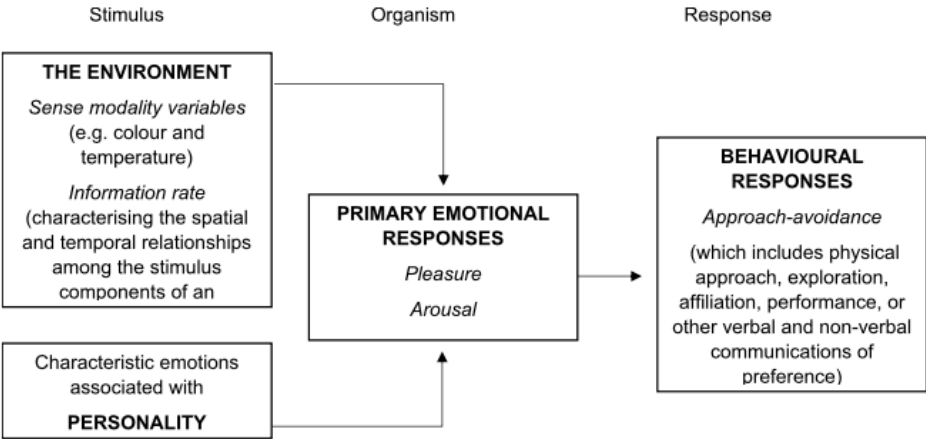 Stimulus
Organism
Response
THE ENVIRONMENT
Sense modality variables
(e.g. colour and
temperature)
Information rate
(characterising the spatial
and temporal relationships
among the stimulus
components of an
Characteristic emotions
associated with
PERSONALITY
PRIMARY EMOTIONAL
RESPONSES
Pleasure
Arousal
BEHAVIOURAL
RESPONSES
Approach-avoidance
(which includes physical
approach, exploration,
affiliation, performance, or
other verbal and non-verbal
communications of
preference)